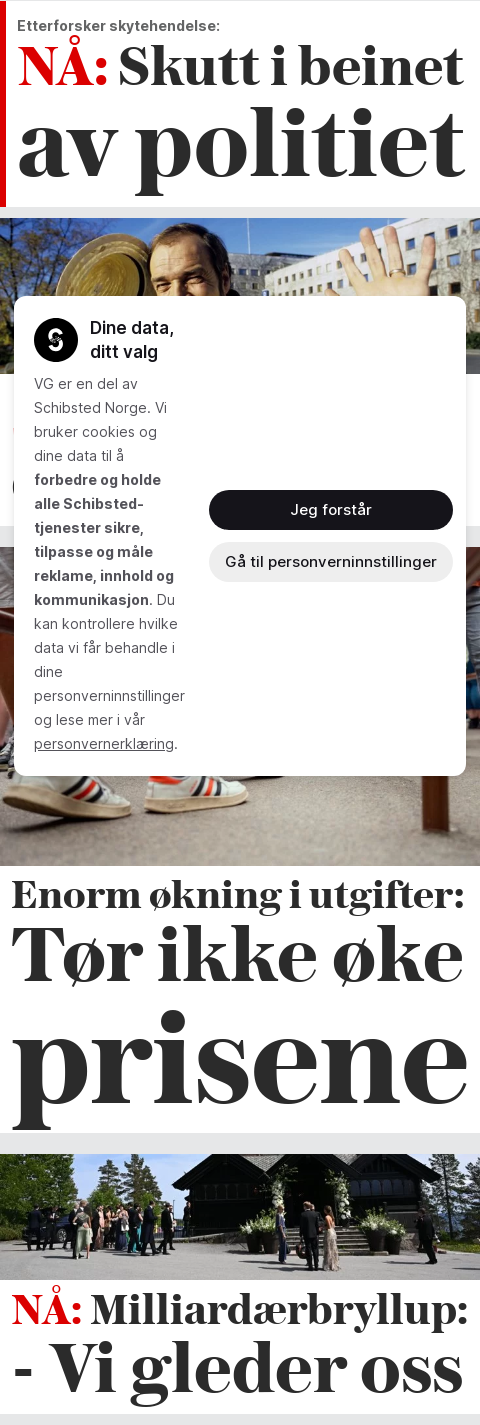 Etterforsker skytehendelse:
NÅ: Skutt i beinet
av politiet
Dine data,
ditt valg
VG er en del av
Schibsted Norge. Vi
bruker cookies og
dine data til å
forbedre og holde
alle Schibsted-
tjenester sikre,
tilpasse og måle
reklame, innhold og
kommunikasjon. Du
kan kontrollere hvilke
data vi får behandle i
dine
personverninnstillinger
og lese mer i vår
personvernerklæring.
Jeg forstår
Gå til personverninnstillinger
Enorm økning i utgifter:
Tør ikke øke
prisene
NÅ: Milliardærbryllup:
- Vi gleder oss